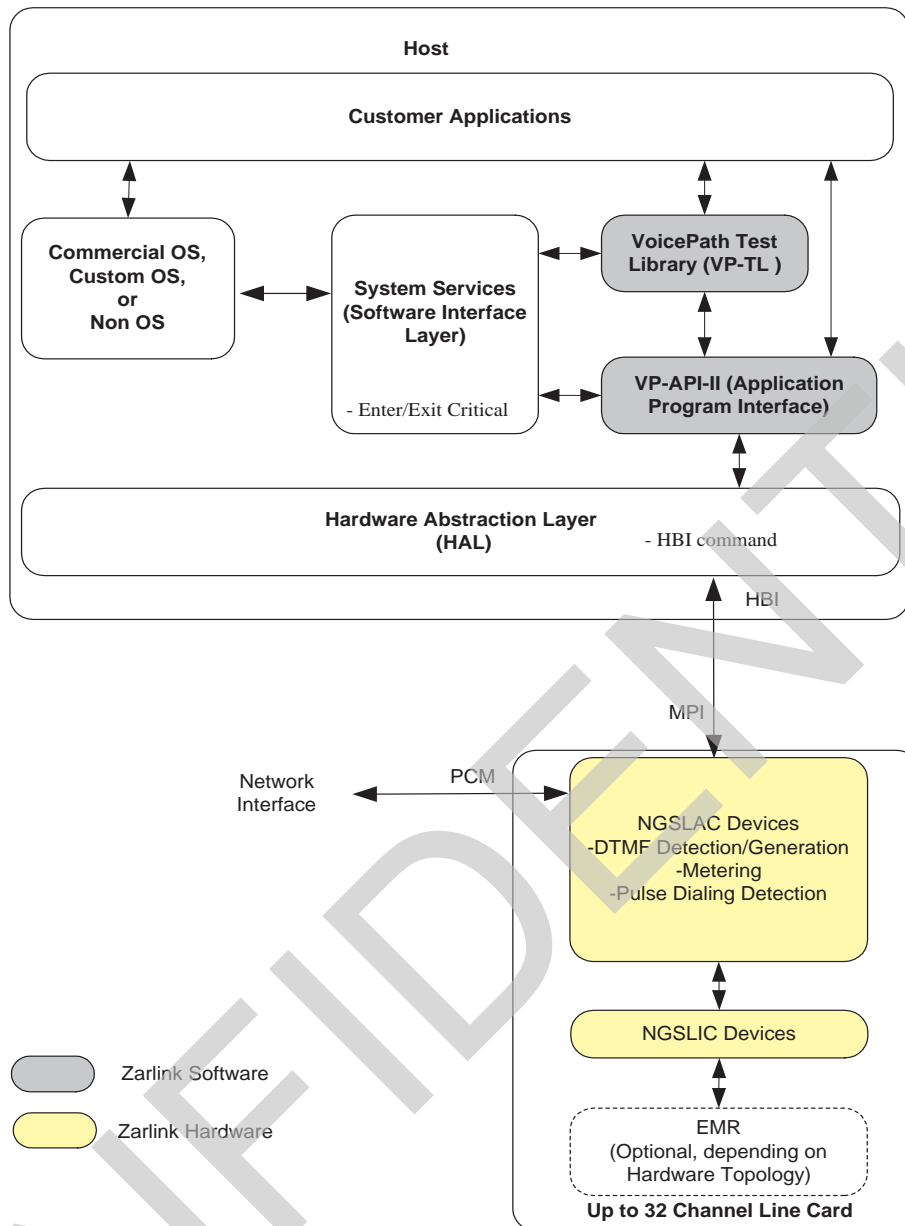 Host
Customer Applications
Commercial OS,
Custom OS,
or
Non OS
System Services
(Software Interface
Layer)
- Enter/Exit Critical
VoicePath Test
Library (VP-TL )
VP-API-II (Application
Program Interface)
Hardware Abstraction Layer
(HAL)
- HBI command
HBI
MPI
Network
Interface
PCM
NGSLAC Devices
-DTMF Detection/Generation
-Metering
-Pulse Dialing Detection
NGSLIC Devices
EMR
(Optional, depending on
Hardware Topology)
Up to 32 Channel Line Card
Zarlink Software
Zarlink Hardware